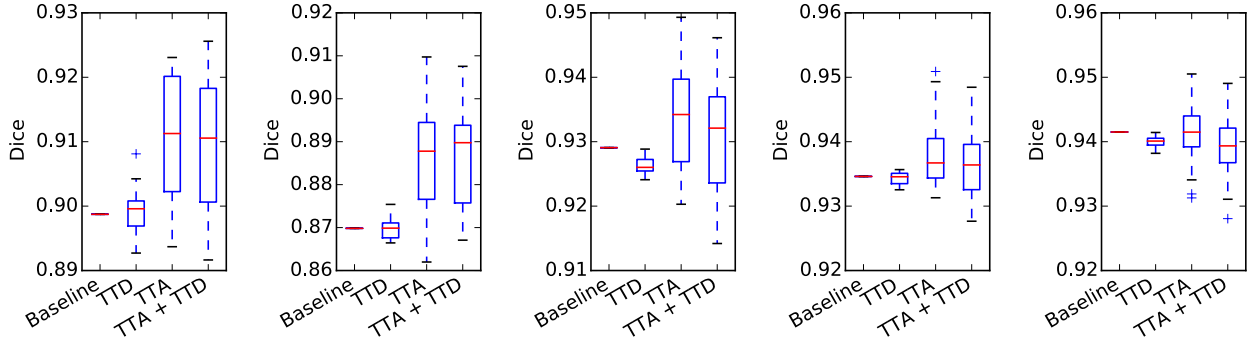 0.93
0.92
0.91
0.90
0.89
Dice
Baseline
TTD
TTA
TTA + TTD
0.92
0.91
0.90
0.89
0.88
0.87
0.86
Dice
Baseline
TTD
TTA
TTA + TTD
0.95
0.94
0.93
0.92
0.91
Dice
Baseline
TTD
TTA
TTA + TTD
0.96
0.95
0.94
0.93
0.92
Dice
Baseline
TTD
TTA
TTA + TTD
0.96
0.95
0.94
0.93
0.92
Dice
Baseline
TTD
TTA
TTA + TTD